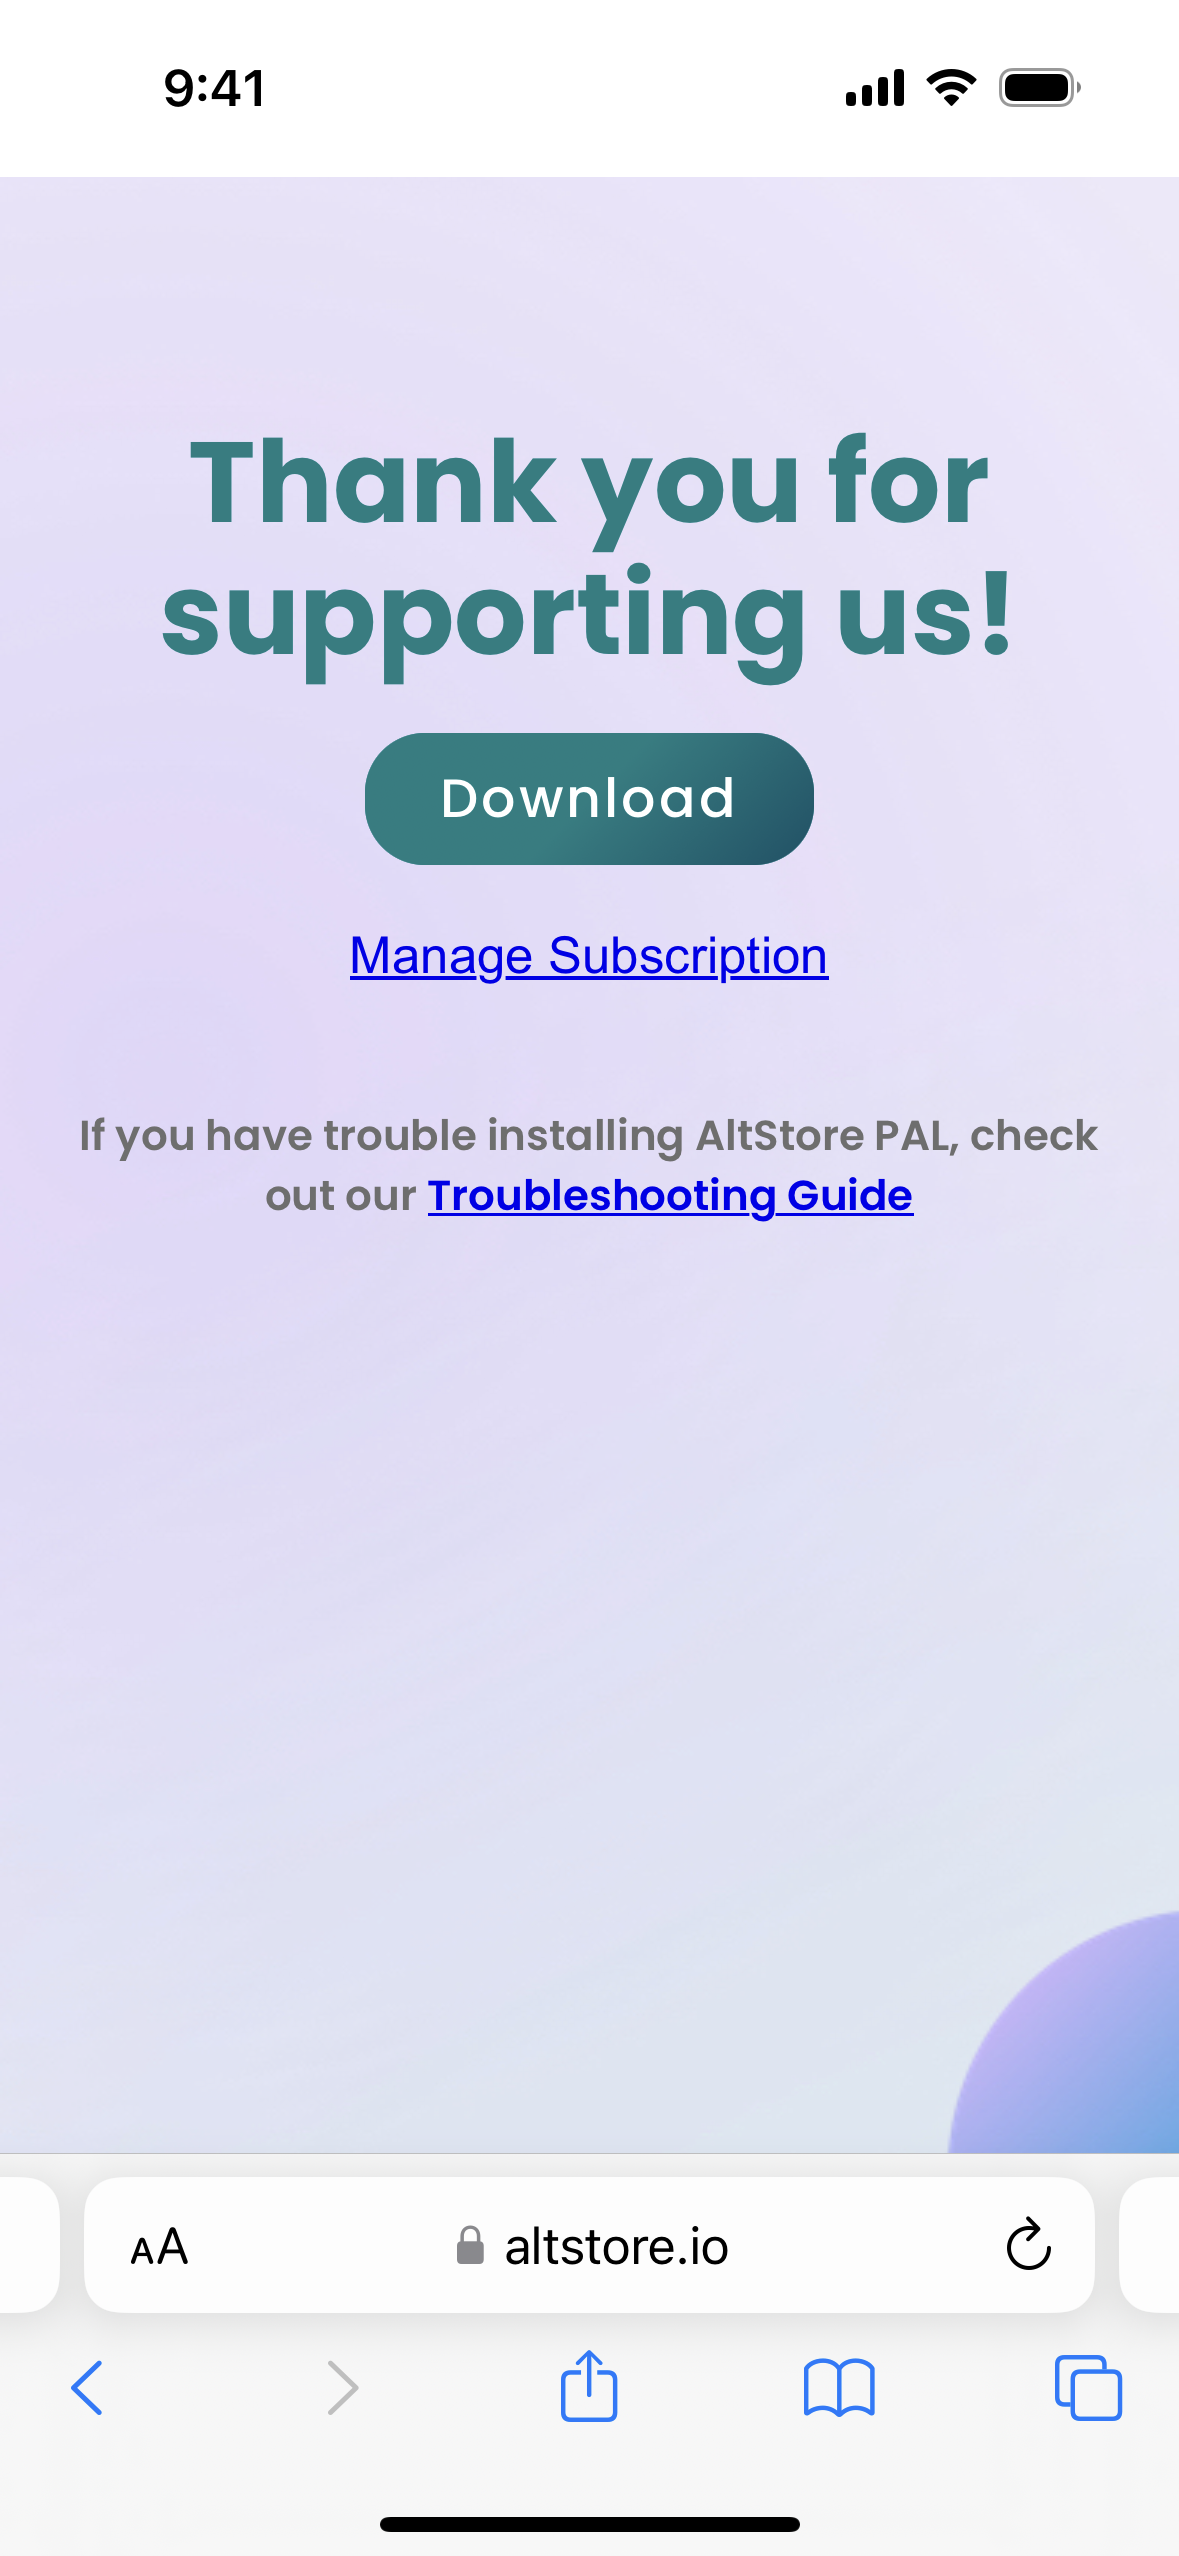 9:41
Thank you for
supporting us!
Download
Manage Subscription
If you have trouble installing AltStore PAL, check
out our Troubleshooting Guide
AA altstore.io